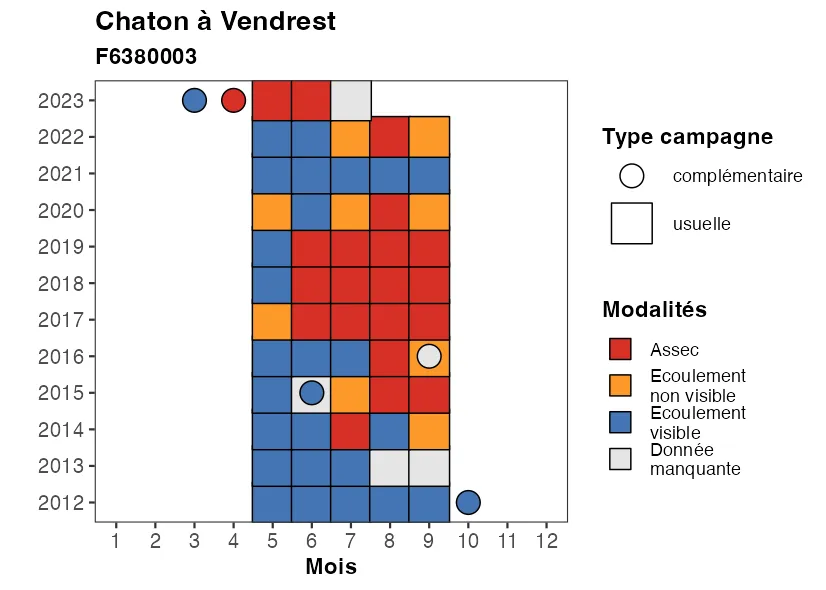 Chaton à Vendrest
F6380003
2023
2022
2021
2020
2019
2018
2017
2016
2015
2014
2013
2012
1 2 3 4 5 6 7 8 9 10 11 12
Mois
Type campagne
complémentaire
usuelle
Modalités
Assec
Ecoulement
non visible
Ecoulement
visible
Donnée
manquante